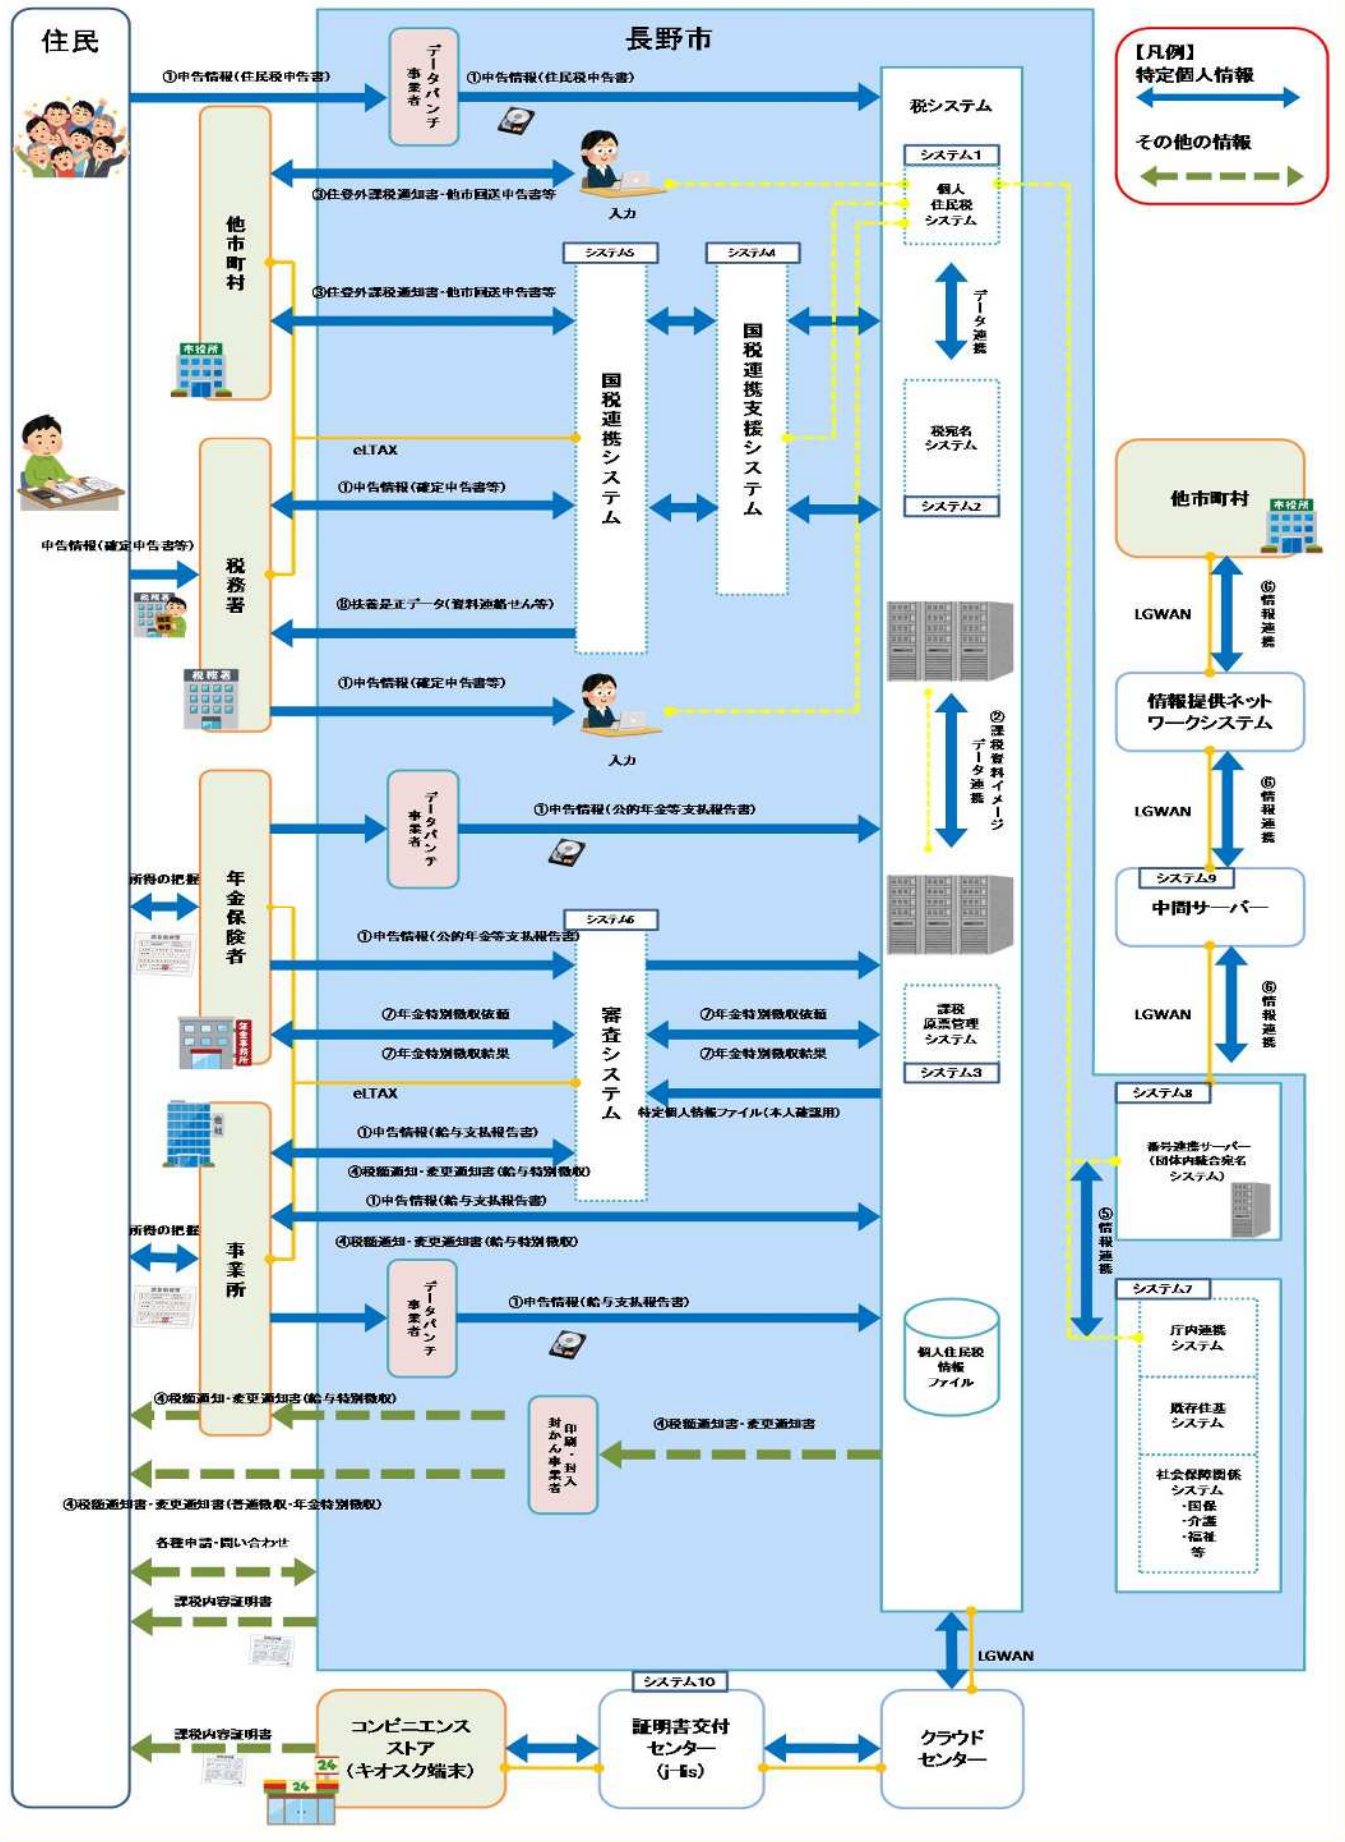 住民
長野市
【凡例】
特定個人情報
その他の情報
①申告情報(住民税申告書)
データパンチ
事業者
①申告情報(住民税申告書)
税システム
システム1
個人
住民税
システム
③住登外課税通知書・他市回送申告書等
入力
他市町村
市役所
システム5
システム4
③住登外課税通知書・他市回送申告書等
国税連携システム
国税連携支援システム
データ連携
税宛名
システム
システム2
eLTAX
①申告情報(確定申告書等)
申告情報(確定申告書等)
税務署
税務署
税務署
⑧扶養是正データ(資料連絡せん等)
①申告情報(確定申告書等)
入力
②課税資料イメージ
データ連携
他市町村
市役所
LGWAN
⑥情報連携
情報提供ネット
ワークシステム
LGWAN
⑥情報連携
システム9
中間サーバー
LGWAN
⑥情報連携
データパンチ
事業者
①申告情報(公的年金等支払報告書)
所得の把握
年金保険者
年金事務所
システム6
①申告情報(公的年金等支払報告書)
審査システム
⑦年金特別徴収依頼
⑦年金特別徴収結果
⑦年金特別徴収依頼
⑦年金特別徴収結果
課税
原票管理
システム
システム3
eLTAX
特定個人情報ファイル(本人確認用)
会社
①申告情報(給与支払報告書)
④税額通知・変更通知書(給与特別徴収)
①申告情報(給与支払報告書)
④税額通知・変更通知書(給与特別徴収)
所得の把握
事業所
データパンチ
事業者
①申告情報(給与支払報告書)
個人住民税
情報
ファイル
システム8
番号連携サーバー
(団体内統合宛名
システム)
⑤情報連携
システム7
庁内連携
システム
既存住基
システム
社会保障関係
システム
・国保
・介護
・福祉
等
④税額通知・変更通知書(給与特別徴収)
印刷・封入
封かん事業者
④税額通知書・変更通知書
④税額通知書・変更通知書(普通徴収・年金特別徴収)
各種申請・問い合わせ
課税内容証明書
LGWAN
システム10
課税内容証明書
コンビニエンス
ストア
(キオスク端末)
24
24
証明書交付
センター
(j-lis)
クラウド
センター